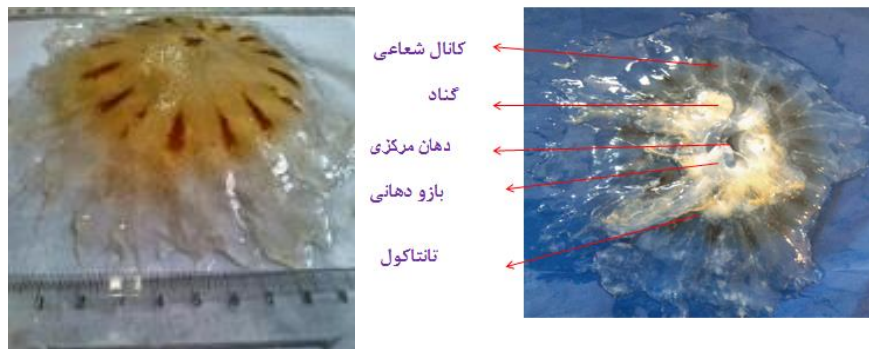 کانال شعاعی
گناد
دهان مرکزی
بازو دهانی
تانتاکول